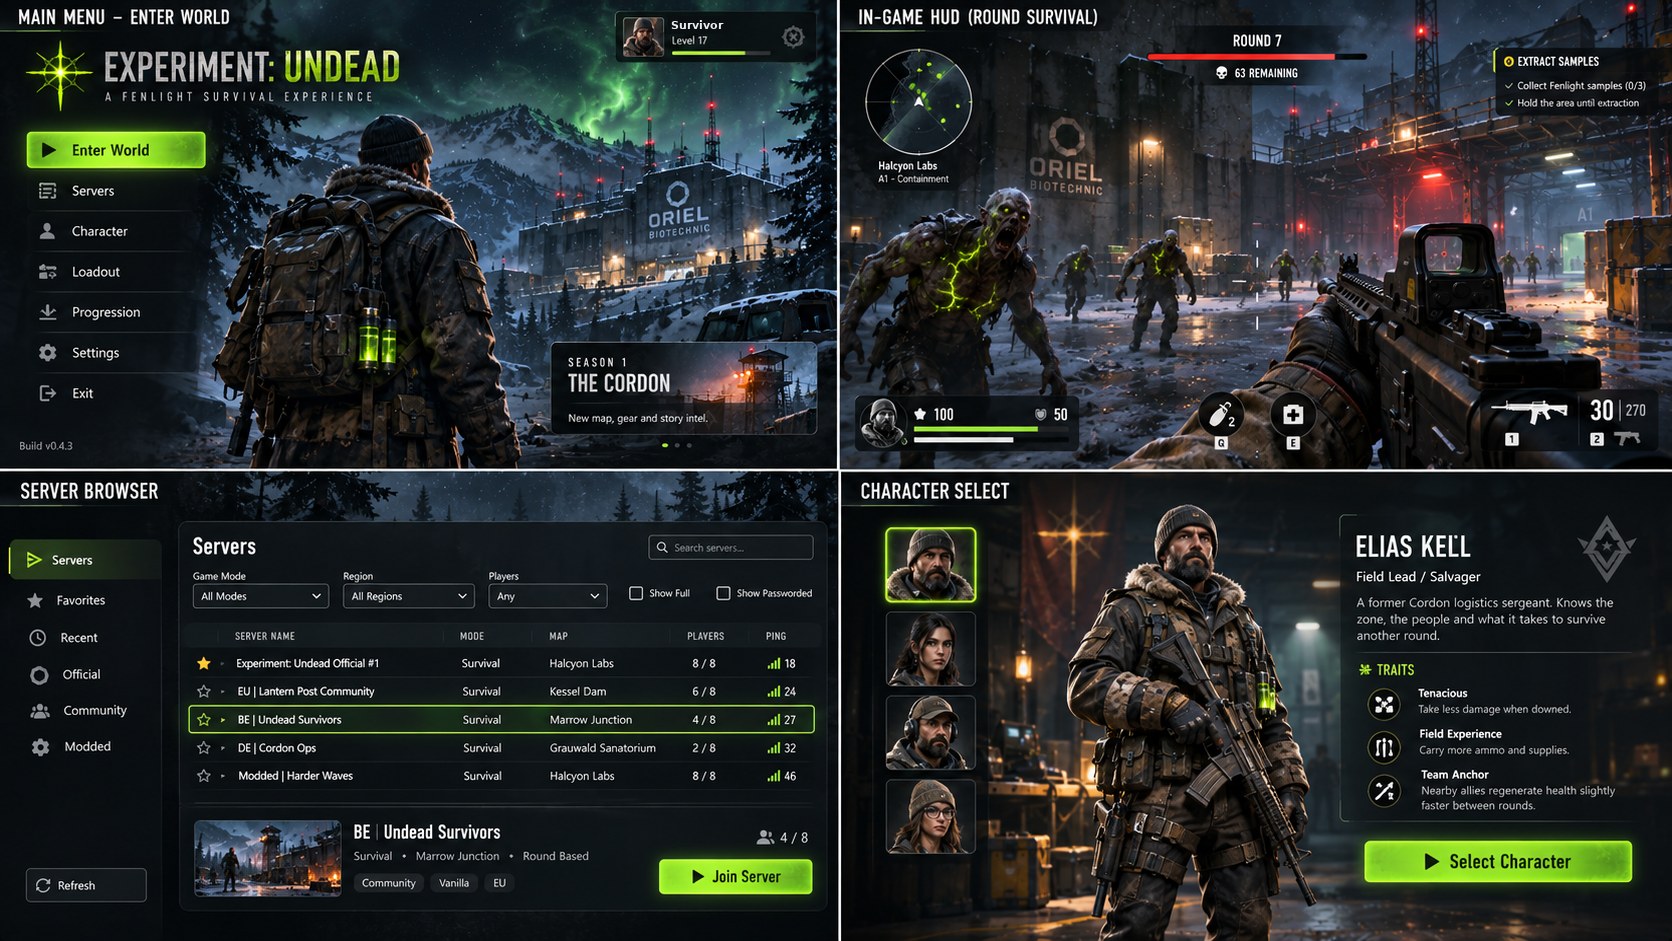 MAIN MENU – ENTER WORLD
Survivor
Level 17
EXPERIMENT: UNDEAD
A FENLIGHT SURVIVAL EXPERIENCE
Enter World
Servers
Character
Loadout
Progression
Settings
Exit
ORIEL
BIOTECHNIC
SEASON 1
THE CORDON
New map, gear and story intel.
Build v0.4.3
IN-GAME HUD (ROUND SURVIVAL)
ROUND 7
63 REMAINING
EXTRACT SAMPLES
Collect Fenlight samples (0/3)
Hold the area until extraction
Halcyon Labs
A1 - Containment
ORIEL
BIOTECHNIC
A1
100
50
2
G
E
30 | 270
1
2
SERVER BROWSER
Servers
Favorites
Recent
Official
Community
Modded
Refresh
Servers
Search servers...
Game Mode
Region
Players
All Modes
All Regions
Any
Show Full
Show Passworded
SERVER NAME MODE MAP PLAYERS PING
Experiment: Undead Official #1 Survival Halcyon Labs 8 / 8 18
EU | Lantern Post Community Survival Kessel Dam 6 / 8 24
BE | Undead Survivors Survival Marrow Junction 4 / 8 27
DE | Cordon Ops Survival Grauwald Sanatorium 2 / 8 32
Modded | Harder Waves Survival Halcyon Labs 8 / 8 46
BE | Undead Survivors
4 / 8
Survival • Marrow Junction • Round Based
Community
Vanilla
EU
Join Server
CHARACTER SELECT
ELIAS KELL
Field Lead / Salvager
A former Cordon logistics sergeant. Knows the
zone, the people and what it takes to survive
another round.
TRAITS
Tenacious
Take less damage when downed.
Field Experience
Carry more ammo and supplies.
Team Anchor
Nearby allies regenerate health slightly
faster between rounds.
Select Character